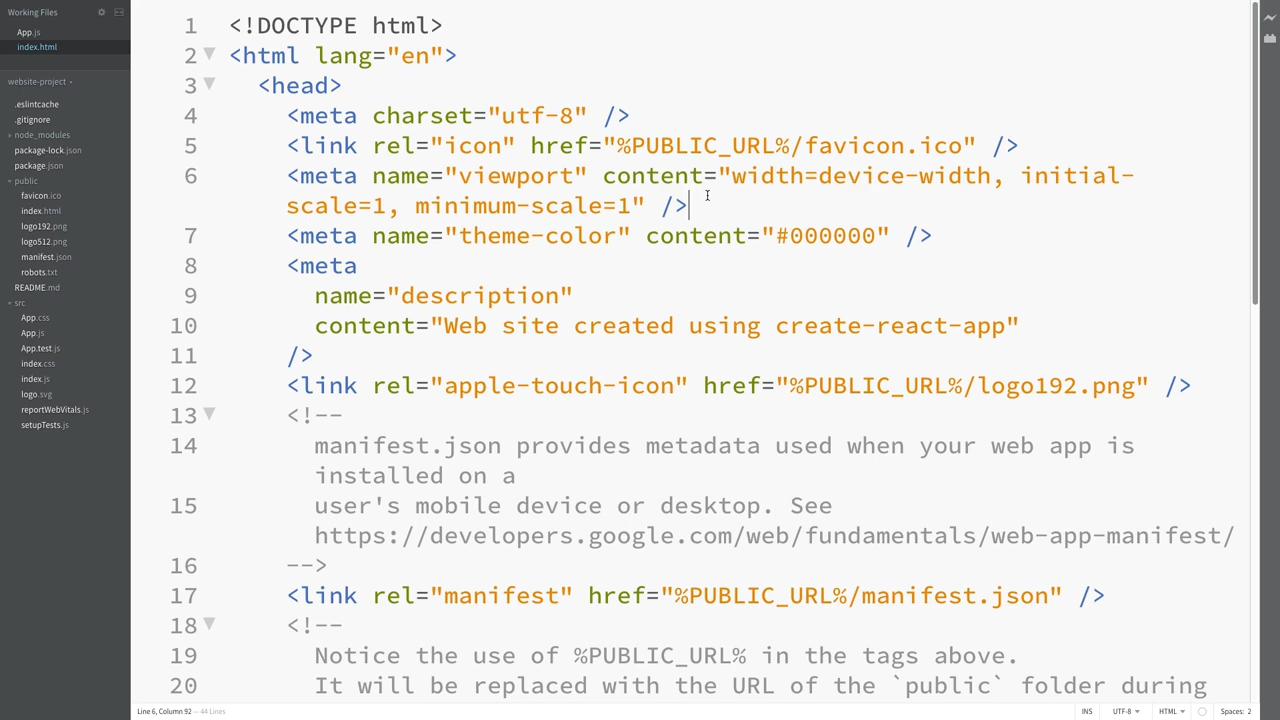 Working Files
App.js
index.html
website-project
.eslintcache
.gitignore
node_modules
package-lock.json
package.json
public
favicon.ico
index.html
logo192.png
logo512.png
manifest.json
robots.txt
README.md
src
App.css
App.js
App.test.js
index.css
index.js
logo.svg
reportWebVitals.js
setupTests.js
1 <!DOCTYPE html>
2 <html lang="en">
3 <head>
4 <meta charset="utf-8" />
5 <link rel="icon" href="%PUBLIC_URL%/favicon.ico" />
6 <meta name="viewport" content="width=device-width, initial-
scale=1, minimum-scale=1" />
7 <meta name="theme-color" content="#000000" />
8 <meta
9 name="description"
10 content="Web site created using create-react-app"
11 />
12 <link rel="apple-touch-icon" href="%PUBLIC_URL%/logo192.png" />
13 <!--
14 manifest.json provides metadata used when your web app is
installed on a
15 user's mobile device or desktop. See
https://developers.google.com/web/fundamentals/web-app-manifest/
16 -->
17 <link rel="manifest" href="%PUBLIC_URL%/manifest.json" />
18 <!--
19 Notice the use of %PUBLIC_URL% in the tags above.
20 It will be replaced with the URL of the `public` folder during
Line 6, Column 92 — 44 Lines
INS UTF-8 HTML Spaces: 2